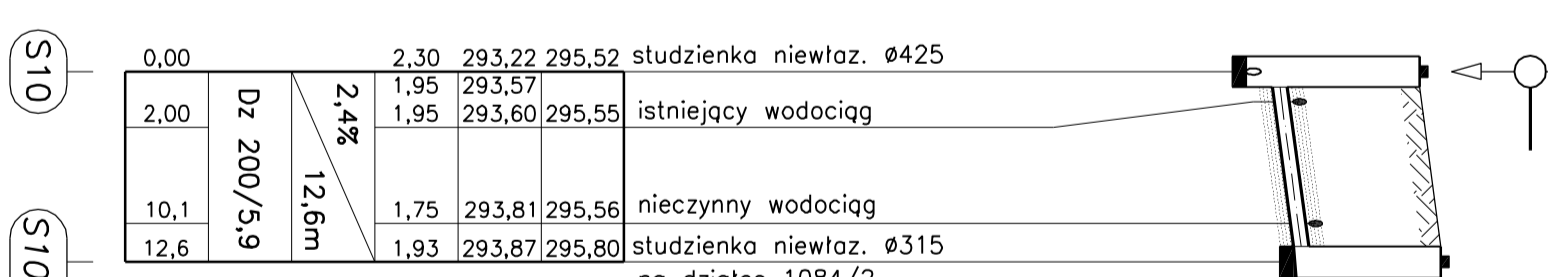 S10
0,00 2,30 293,22 295,52 studzienka niewłaz. Ø425
1,95 293,57
2,00 1,95 293,60 295,55 istniejący wodociąg
Dz 200/5,9
2,4%
12,6m
10,1 1,75 293,81 295,56 nieczynny wodociąg
12,6 1,93 293,87 295,80 studzienka niewłaz. Ø315